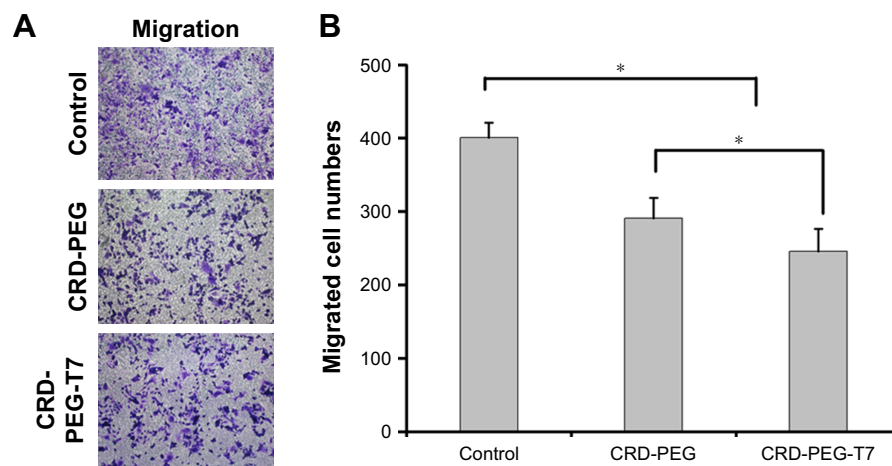 A
Migration
Control
CRD-PEG
CRD-
PEG-T7
B
Migrated cell numbers
500
400
300
200
100
0
*
*
Control
CRD-PEG
CRD-PEG-T7